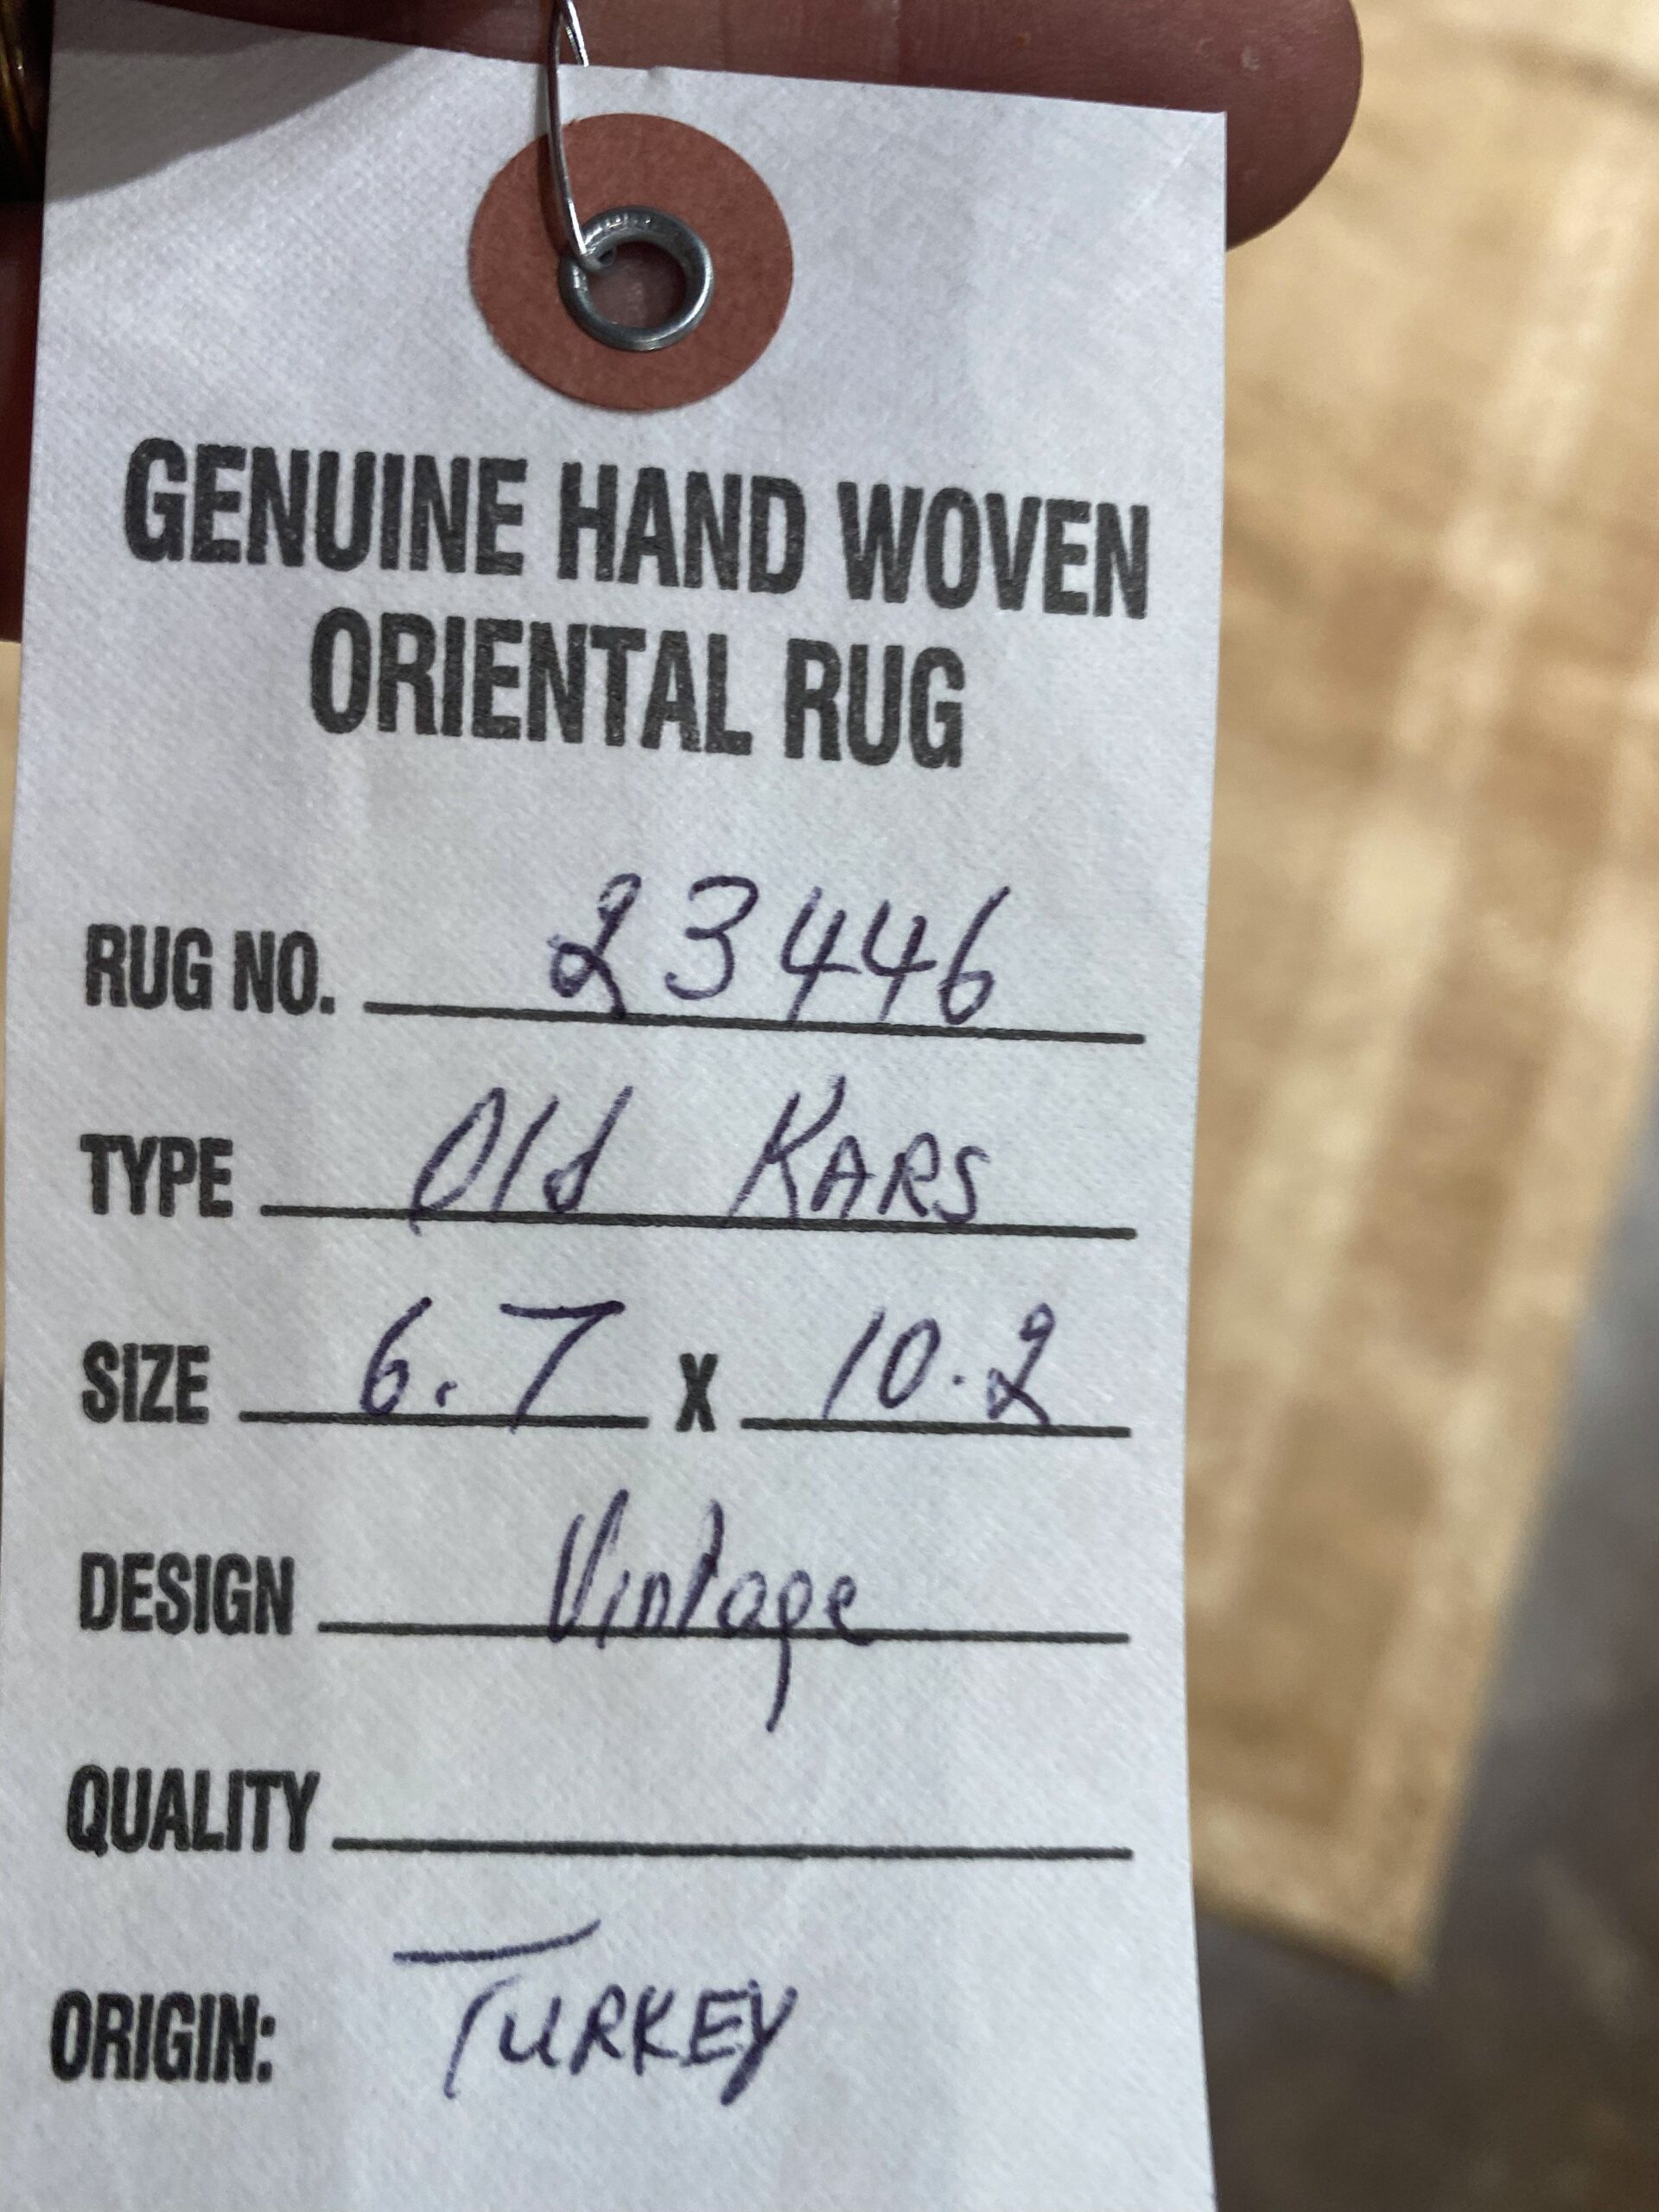 GENUINE HAND WOVEN
ORIENTAL RUG
RUG NO. 23446
TYPE Old KARS
SIZE 6.7 X 10.2
DESIGN Vintage
QUALITY
ORIGIN: TURKEY